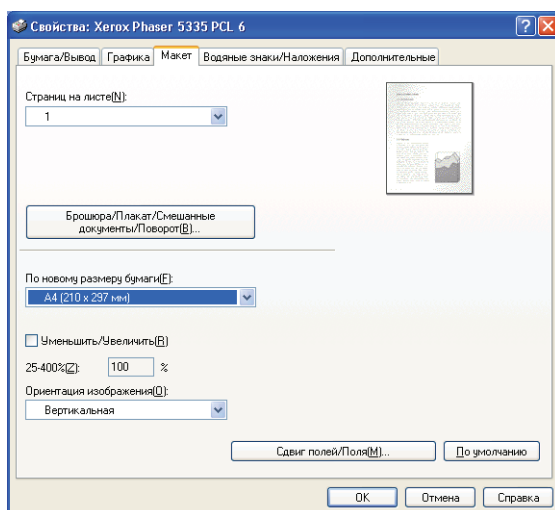 Свойства: Xerox Phaser 5335 PCL 6
Бумага/Вывод Графика Макет Водяные знаки/Наложения Дополнительные
Страниц на листе(N):
1
Брошюра/Плакат/Смешанные
документы/Поворот(B)...
По новому размеру бумаги(F):
A4 (210 x 297 мм)
Уменьшить/Увеличить(R)
25-400%(Z): 100 %
Ориентация изображения(O):
Вертикальная
Сдвиг полей/Поля(M)... По умолчанию
OK Отмена Справка